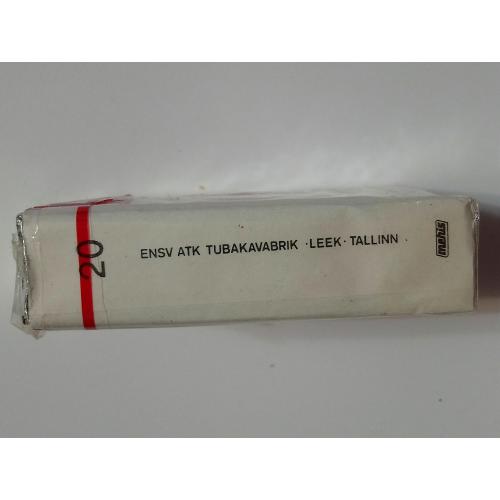 20
ENSV ATK TUBAKAVABRIK ·LEEK· TALLINN ·